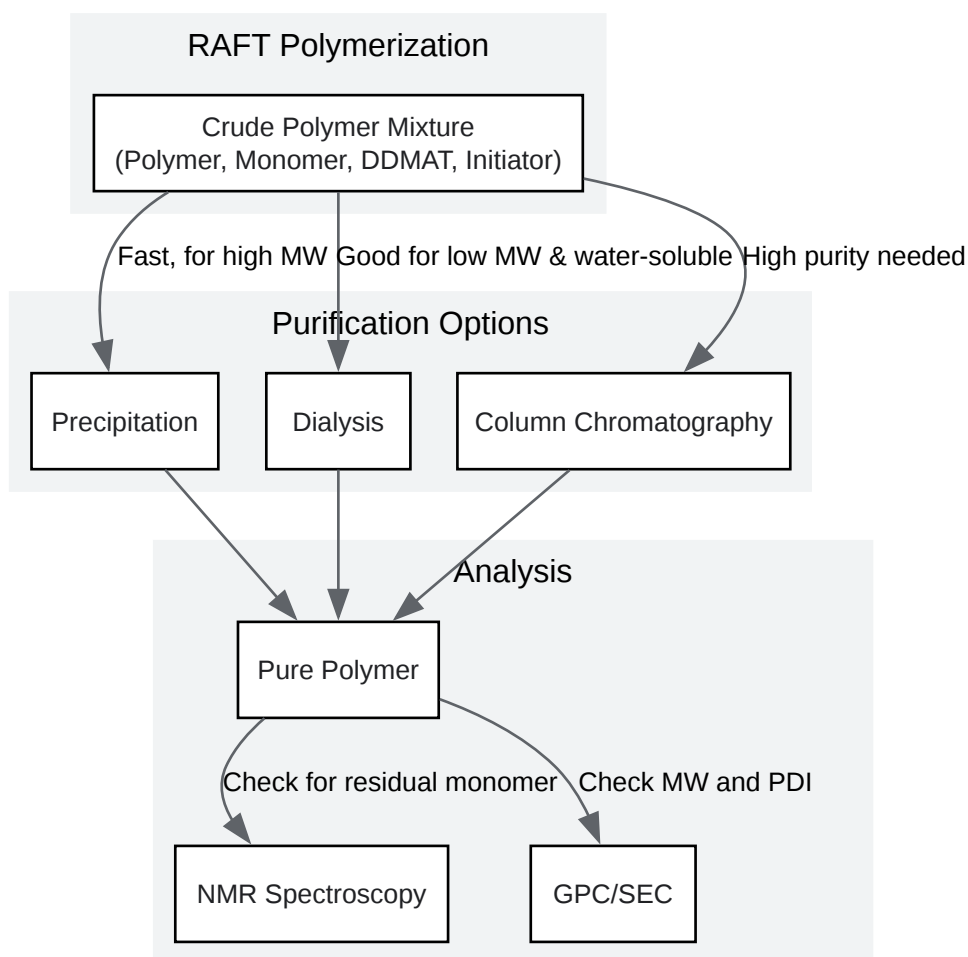 RAFT Polymerization
Crude Polymer Mixture
(Polymer, Monomer, DDMAT, Initiator)
Fast, for high MW
Good for low MW & water-soluble
High purity needed
Purification Options
Precipitation
Dialysis
Column Chromatography
Analysis
Pure Polymer
Check for residual monomer
Check MW and PDI
NMR Spectroscopy
GPC/SEC